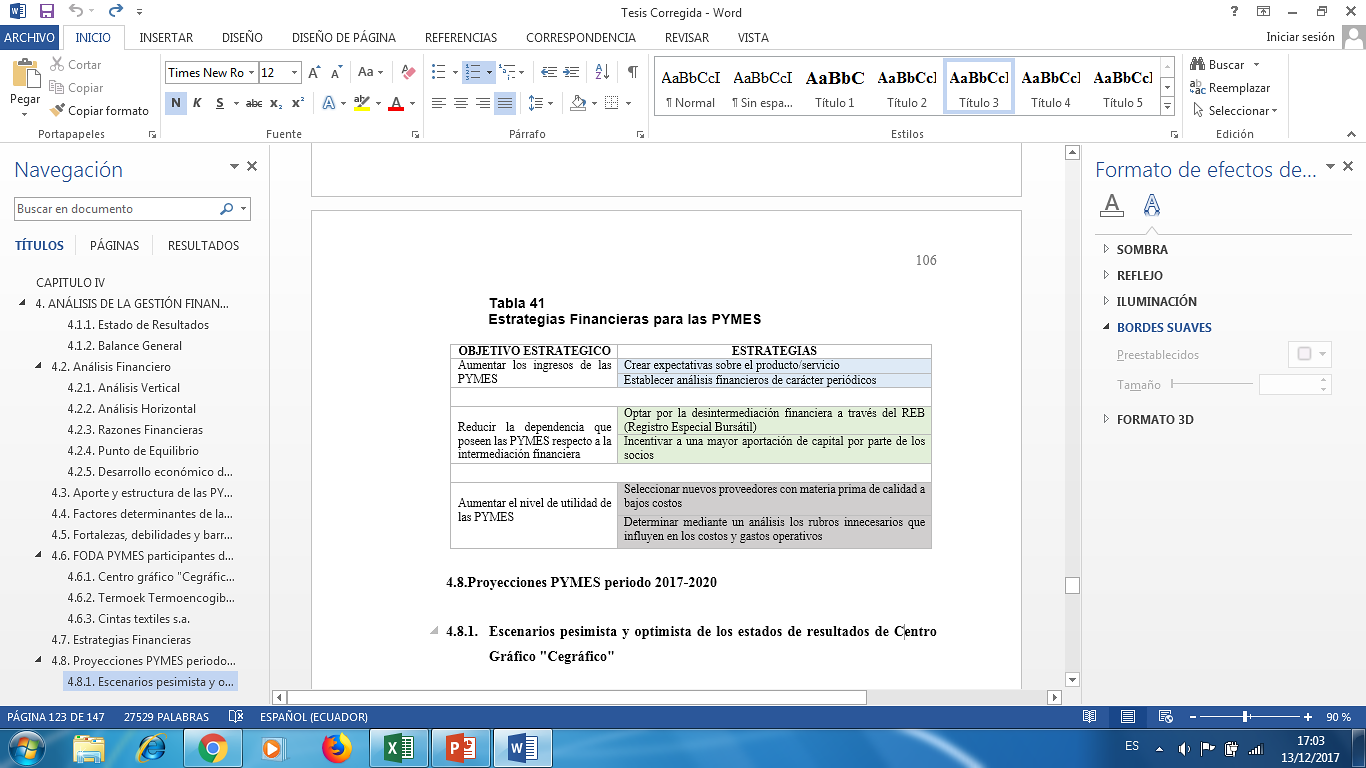 Tesis Corregida - Word
ARCHIVO INICIO INSERTAR DISEÑO DISEÑO DE PÁGINA REFERENCIAS CORRESPONDENCIA REVISAR VISTA Iniciar sesión
Pegar
Cortar
Copiar
Copiar formato
Portapapeles
Times New Ro 12
Aa
N K S abc x₂ x²
Fuente
Párrafo
AaBbCcI AaBbCcI AaBbC AaBbCcI AaBbCcl AaBbCcI AaBbCcI
¶ Normal ¶ Sin espa... Título 1 Título 2 Título 3 Título 4 Título 5
Estilos
Buscar
Reemplazar
Seleccionar
Edición
Navegación
Buscar en documento
TÍTULOS PÁGINAS RESULTADOS
CAPITULO IV
4. ANÁLISIS DE LA GESTIÓN FINAN...
4.1.1. Estado de Resultados
4.1.2. Balance General
4.2. Análisis Financiero
4.2.1. Análisis Vertical
4.2.2. Análisis Horizontal
4.2.3. Razones Financieras
4.2.4. Punto de Equilibrio
4.2.5. Desarrollo económico d...
4.3. Aporte y estructura de las PY...
4.4. Factores determinantes de la...
4.5. Fortalezas, debilidades y barr...
4.6. FODA PYMES participantes d...
4.6.1. Centro gráfico "Cegráfic...
4.6.2. Termoek Termoencogib...
4.6.3. Cintas textiles s.a.
4.7. Estrategias Financieras
4.8. Proyecciones PYMES periodo...
4.8.1. Escenarios pesimista y o...
106
Tabla 41
Estrategias Financieras para las PYMES
OBJETIVO ESTRATEGICO ESTRATEGIAS
Aumentar los ingresos de las
PYMES
Crear expectativas sobre el producto/servicio
Establecer análisis financieros de carácter periódicos
Reducir la dependencia que
poseen las PYMES respecto a la
intermediación financiera
Optar por la desintermediación financiera a través del REB
(Registro Especial Bursátil)
Incentivar a una mayor aportación de capital por parte de los
socios
Aumentar el nivel de utilidad de
las PYMES
Seleccionar nuevos proveedores con materia prima de calidad a
bajos costos
Determinar mediante un análisis los rubros innecesarios que
influyen en los costos y gastos operativos
4.8.Proyecciones PYMES periodo 2017-2020
4.8.1. Escenarios pesimista y optimista de los estados de resultados de Centro
Gráfico "Cegráfico"
Formato de efectos de...
SOMBRA
REFLEJO
ILUMINACIÓN
BORDES SUAVES
Preestablecidos
Tamaño
FORMATO 3D
PÁGINA 123 DE 147 27529 PALABRAS ESPAÑOL (ECUADOR) 90 %
ES
17:03
13/12/2017